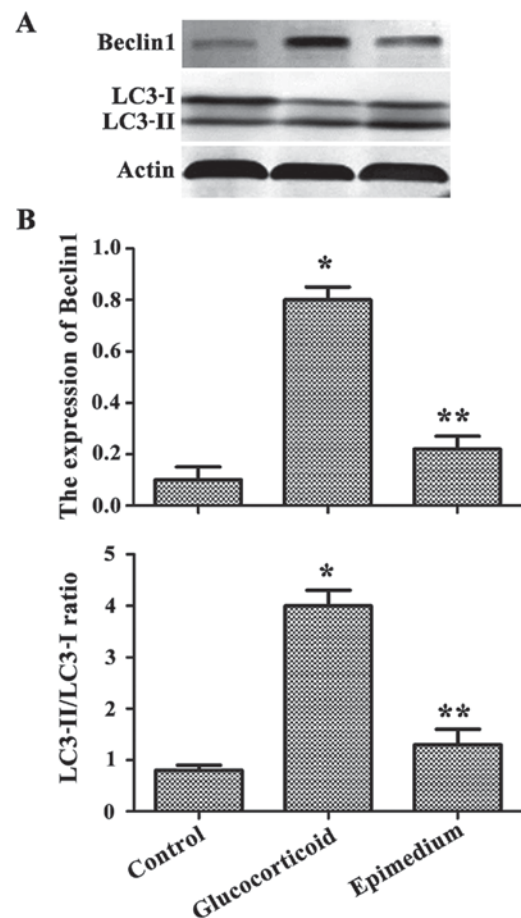 A
Beclin1
LC3-I
LC3-II
Actin
B
The expression of Beclin1
1.0
0.8
0.6
0.4
0.2
0.0
*
**
LC3-II/LC3-I ratio
5
4
3
2
1
0
*
**
Control
Glucocorticoid
Epimedium